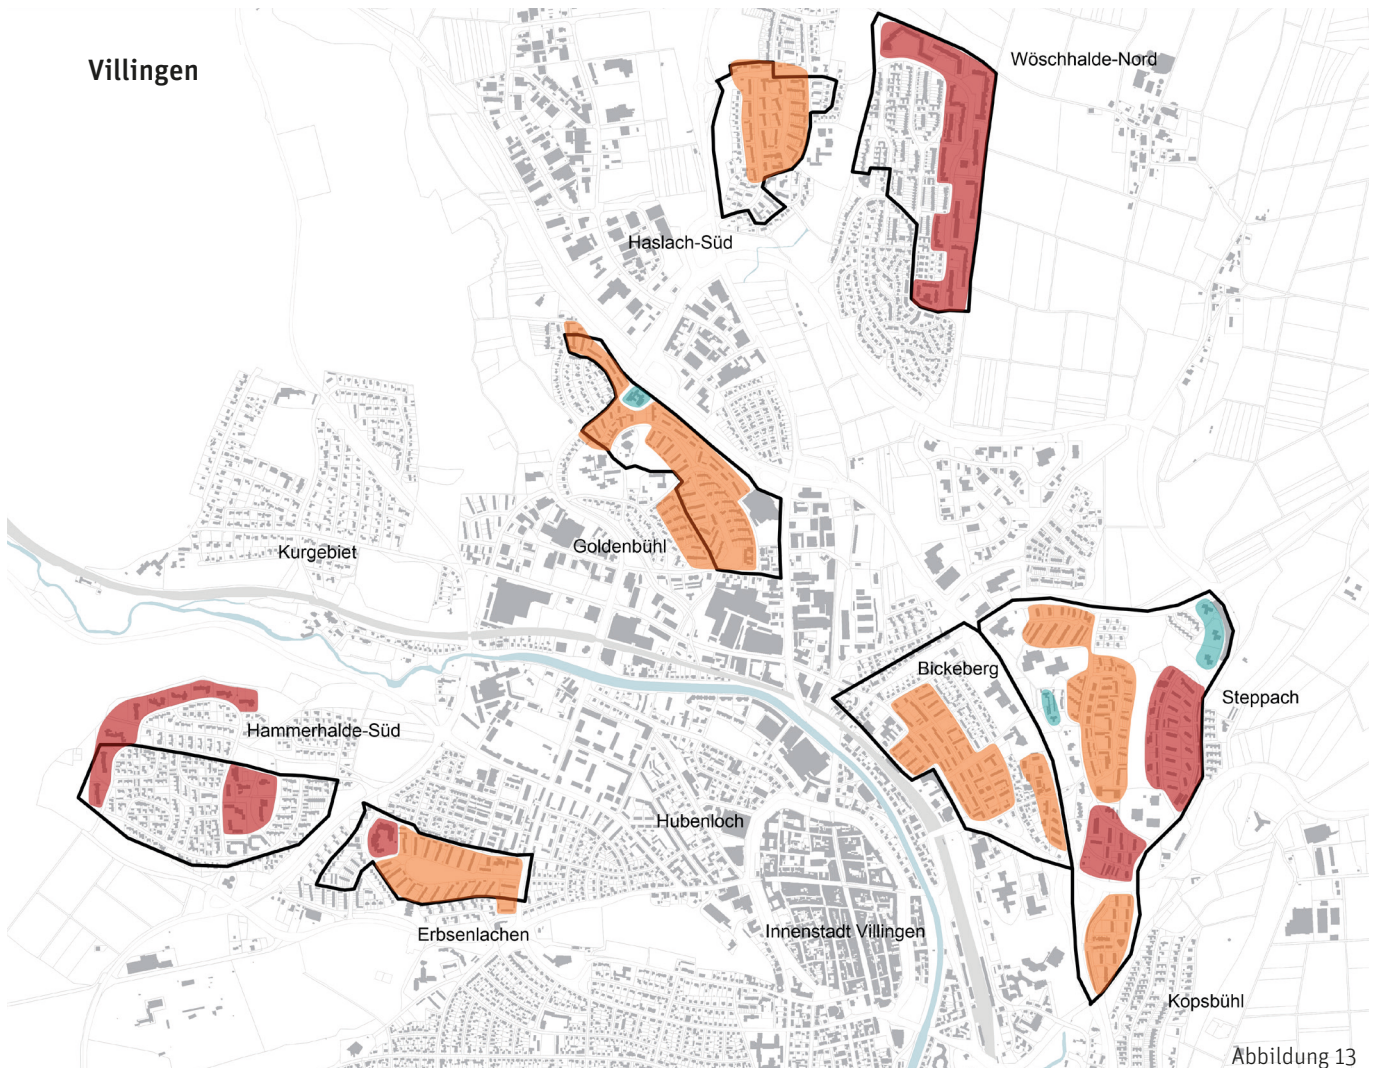 Villingen
Wöschhalde-Nord
Haslach-Süd
Goldenbühl
Kurgebiet
Bickeberg
Steppach
Hammerhalde-Süd
Hubenloch
Erbsenlachen
Innenstadt Villingen
Kopsbühl
Abbildung 13